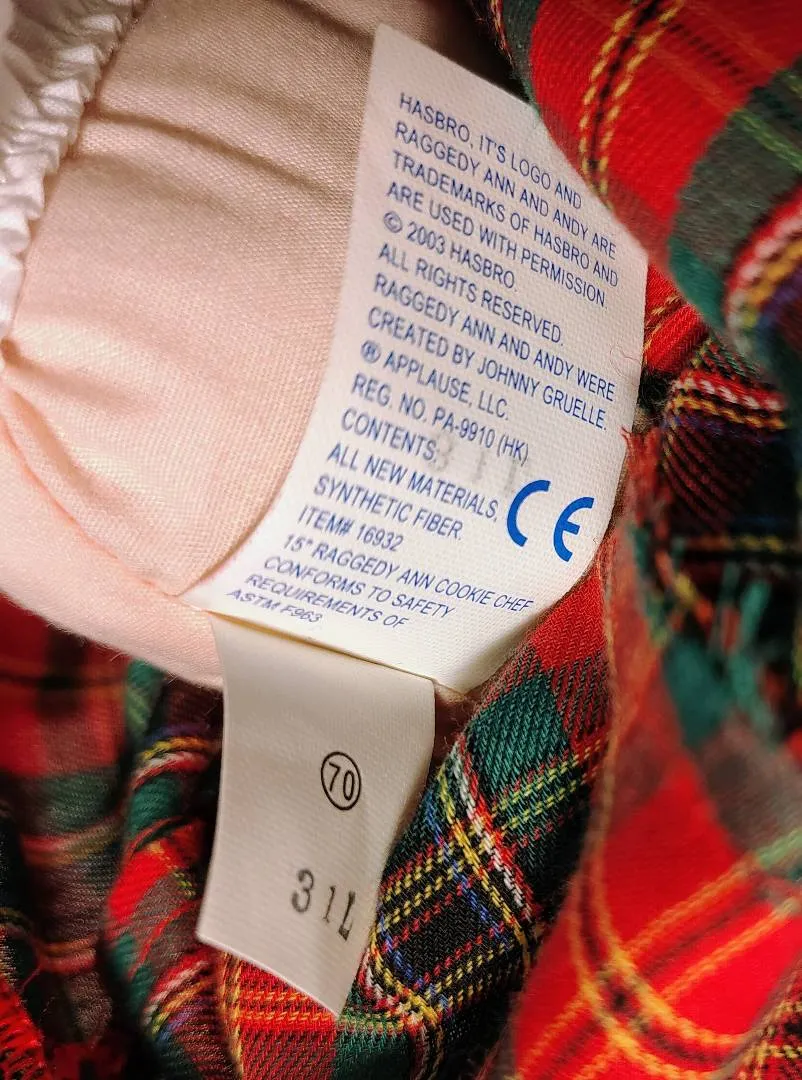 HASBRO, IT'S LOGO AND
RAGGEDY ANN AND ANDY ARE
TRADEMARKS OF HASBRO AND
ARE USED WITH PERMISSION
© 2003 HASBRO.
ALL RIGHTS RESERVED.
RAGGEDY ANN AND ANDY WERE
CREATED BY JOHNNY GRUELLE.
® APPLAUSE, LLC.
REG. NO. PA-9910 (HK)
CONTENTS
ALL NEW MATERIALS,
SYNTHETIC FIBER.
ITEM# 16932
15" RAGGEDY ANN COOKIE CHEF
CONFORMS TO SAFETY
REQUIREMENTS OF
ASTM F963
CE
70
31L